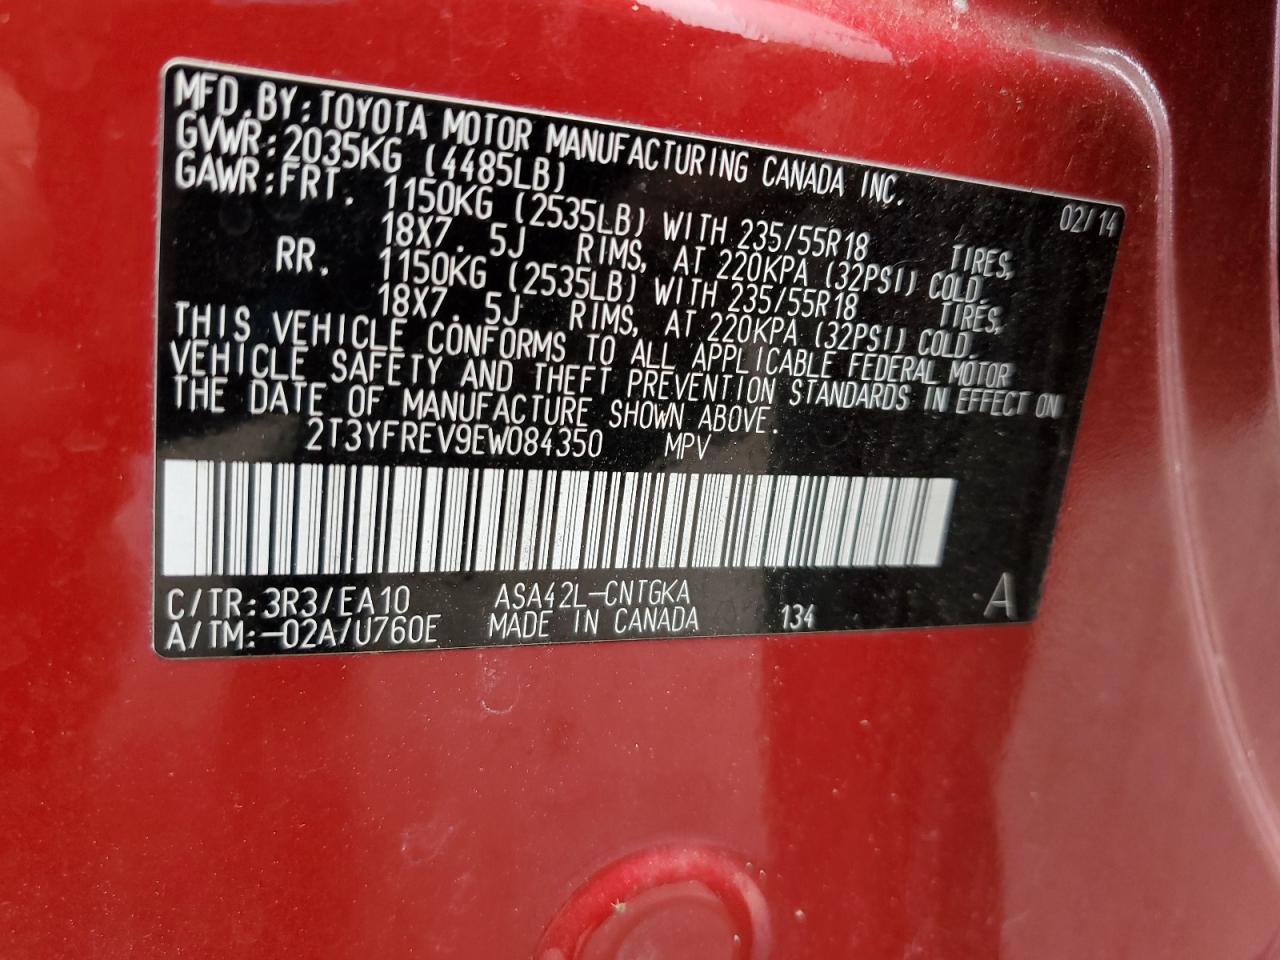 MFD.BY:TOYOTA MOTOR MANUFACTURING CANADA INC.
GVWR:2035KG (4485LB) 02/14
GAWR:FRT. 1150KG (2535LB) WITH 235/55R18 TIRES,
18X7. 5J RIMS, AT 220KPA (32PSI) COLD.
RR. 1150KG (2535LB) WITH 235/55R18 TIRES,
18X7. 5J RIMS, AT 220KPA (32PSI) COLD.
THIS VEHICLE CONFORMS TO ALL APPLICABLE FEDERAL MOTOR
VEHICLE SAFETY AND THEFT PREVENTION STANDARDS IN EFFECT ON
THE DATE OF MANUFACTURE SHOWN ABOVE.
2T3YFREV9EW084350 MPV
C/TR:3R3/EA10 ASA42L-CNTGKA A
A/TM:-02A/U760E MADE IN CANADA 134